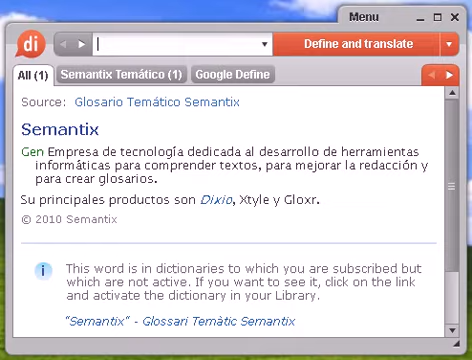 Menu
di
Define and translate
All (1)
Semantix Temático (1)
Google Define
Source: Glosario Temático Semantix
Semantix
Gen Empresa de tecnología dedicada al desarrollo de herramientas
informáticas para comprender textos, para mejorar la redacción y
para crear glosarios.
Su principales producto son Dixio, Xtyle y Gloxr.
© 2010 Semantix
i
This word is in dictionaries to which you are subscribed but
which are not active. If you want to see it, click on the link
and activate the dictionary in your Library.
"Semantix" - Glossari Temàtic Semantix